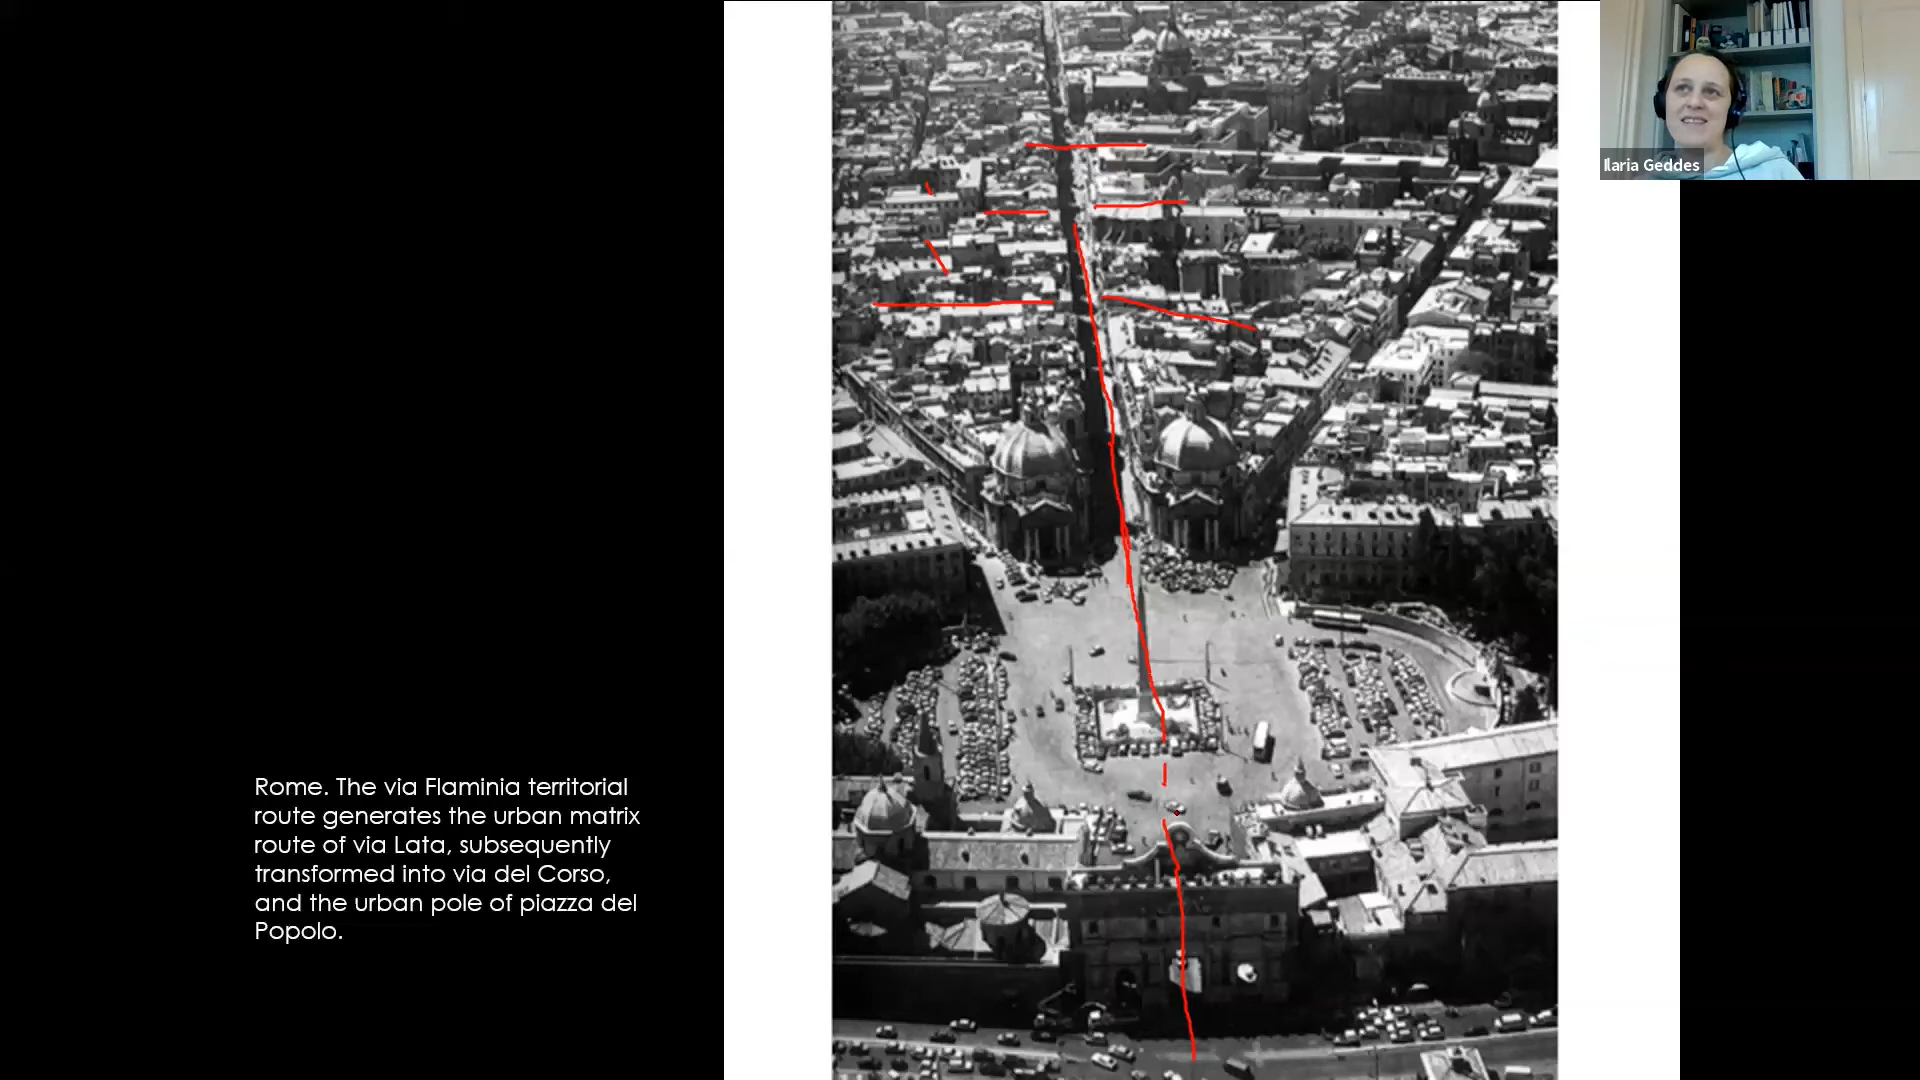 Ilaria Geddes
Rome. The via Flaminia territorial
route generates the urban matrix
route of via Lata, subsequently
transformed into via del Corso,
and the urban pole of piazza del
Popolo.